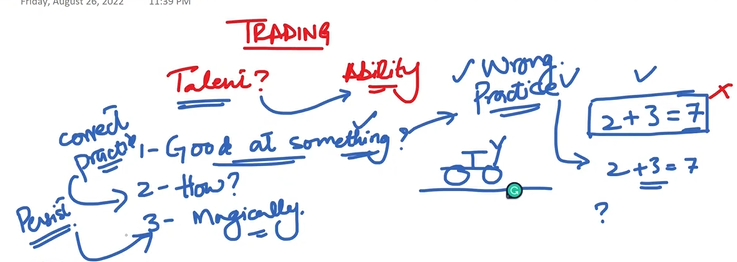 Friday, August 26, 2022 11:39 PM
TRADING
Talent?
Ability
✓ Wrong. Practice ✓
correct practice
1- Good at something?
2- How?
3- Magically.
Persist
2+3=7
2+3=7
?